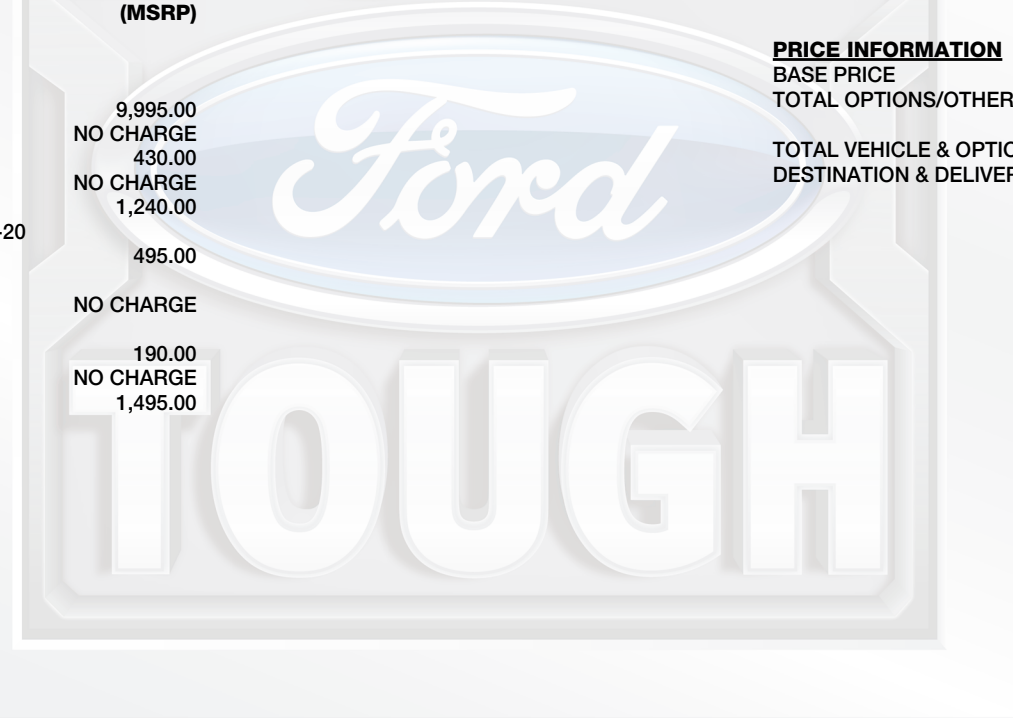 (MSRP)
9,995.00
NO CHARGE
430.00
NO CHARGE
1,240.00
-20
495.00
NO CHARGE
190.00
NO CHARGE
1,495.00
PRICE INFORMATION
BASE PRICE
TOTAL OPTIONS/OTHER
TOTAL VEHICLE & OPTIO
DESTINATION & DELIVER
Ford
TOUGH